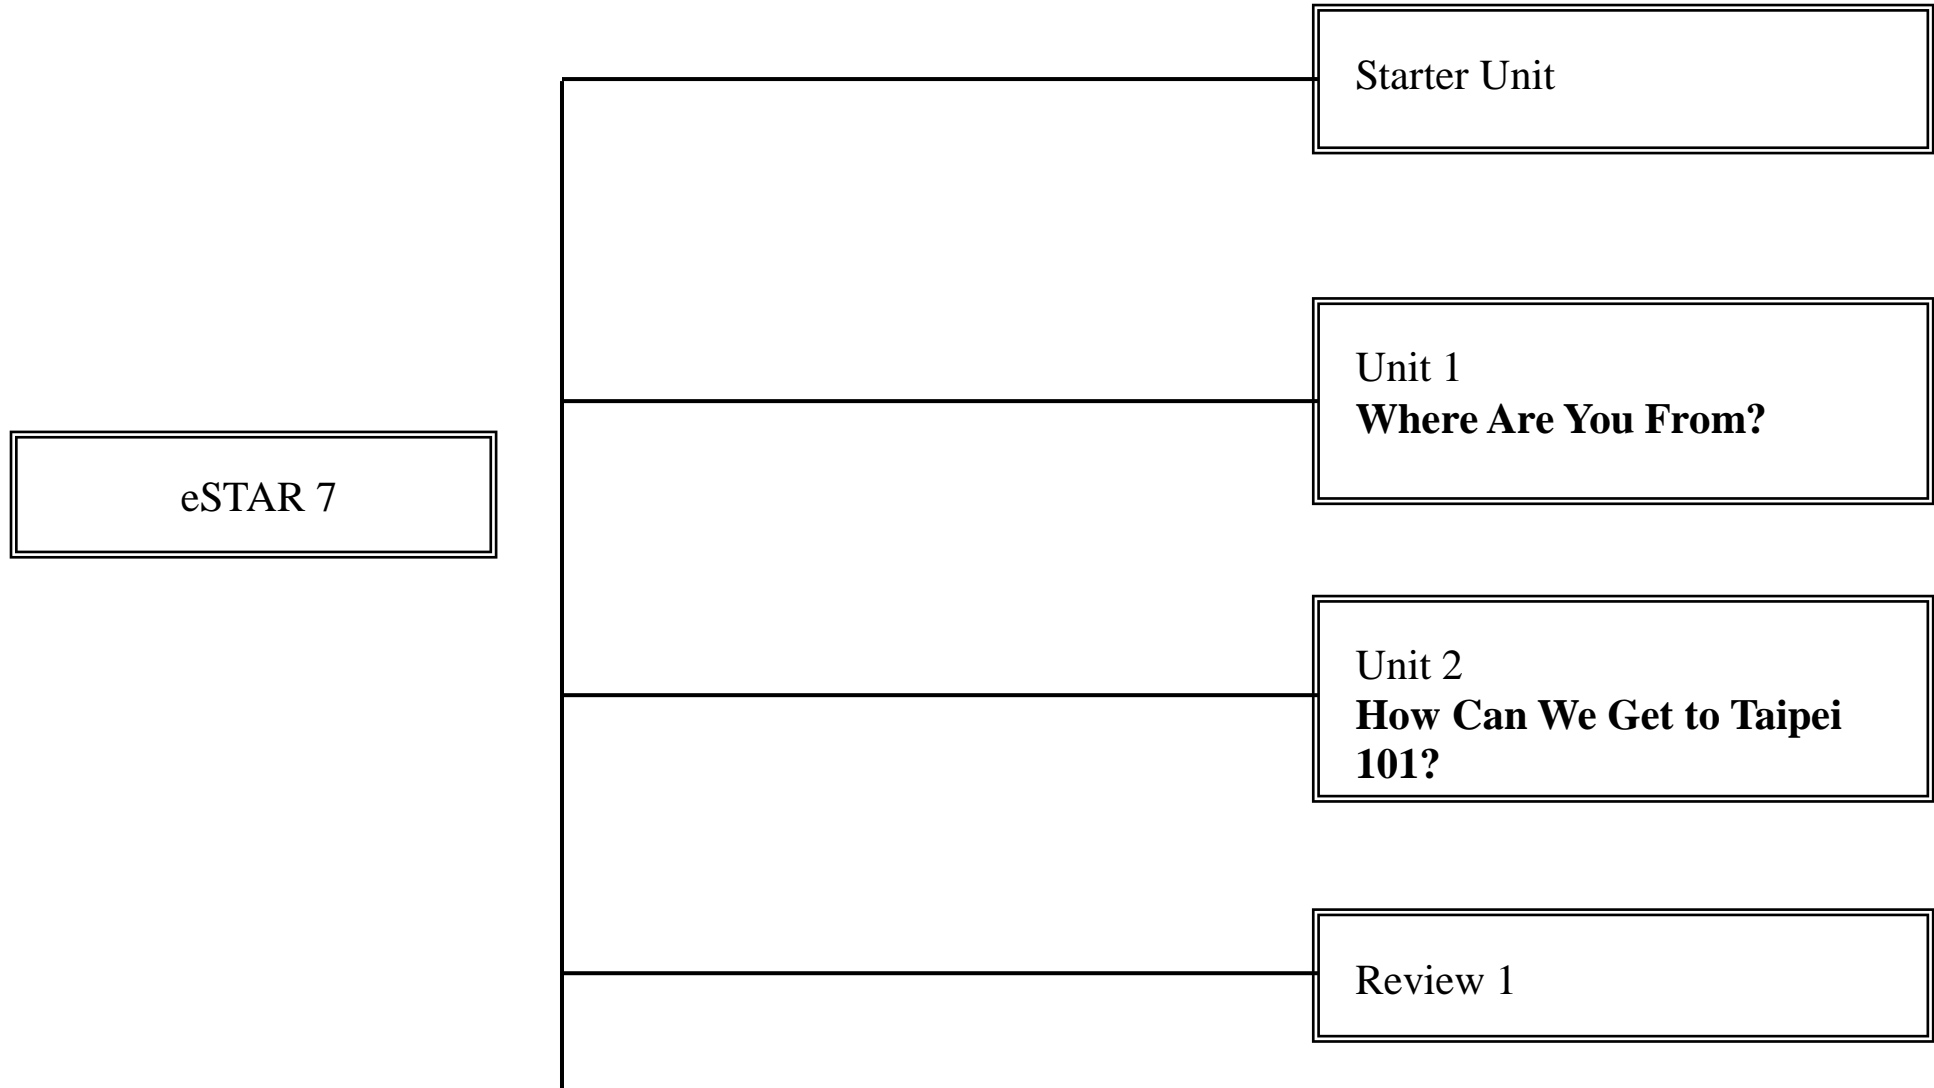 Starter Unit
Unit 1
Where Are You From?
eSTAR 7
Unit 2
How Can We Get to Taipei
101?
Review 1